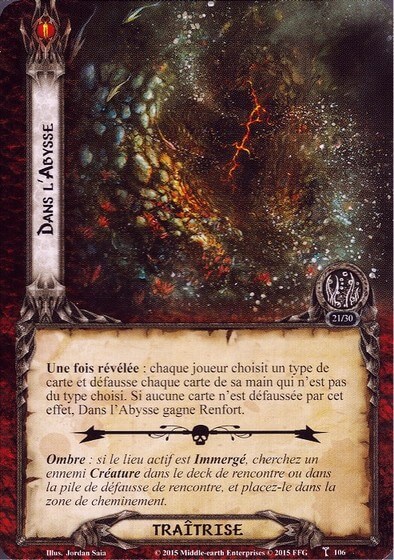 DANS L'ABYSSE
21/30
Une fois révélée : chaque joueur choisit un type de
carte et défausse chaque carte de sa main qui n'est pas
du type choisi. Si aucune carte n'est défaussée par cet
effet, Dans l'Abysse gagne Renfort.
Ombre : si le lieu actif est Immergé, cherchez un
ennemi Créature dans le deck de rencontre ou dans
la pile de défausse de rencontre, et placez-le dans la
zone de cheminement.
TRAÎTRISE
Illus. Jordan Saia
© 2015 Middle-earth Enterprises © 2015 FFG
106